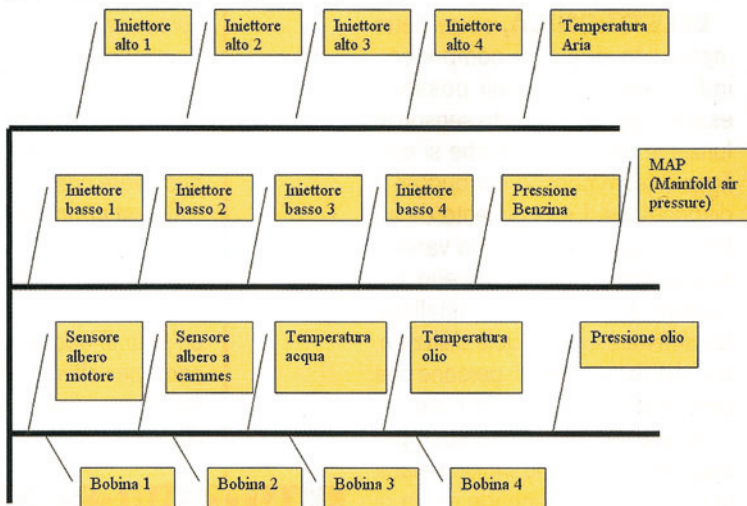 Iniettore
alto 1
Iniettore
alto 2
Iniettore
alto 3
Iniettore
alto 4
Temperatura
Aria
Iniettore
basso 1
Iniettore
basso 2
Iniettore
basso 3
Iniettore
basso 4
Pressione
Benzina
MAP
(Mainfold air
pressure)
Sensore
albero
motore
Sensore
albero a
cammes
Temperatura
acqua
Temperatura
olio
Pressione olio
Bobina 1
Bobina 2
Bobina 3
Bobina 4